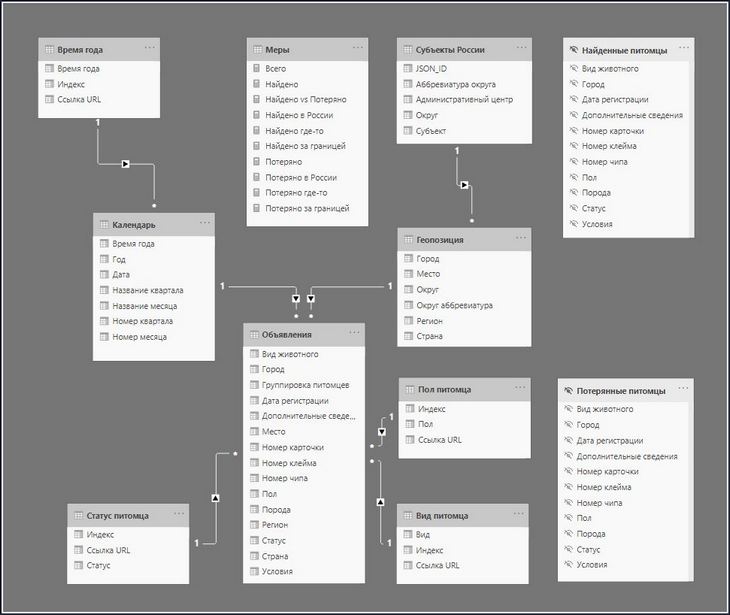 Время года
Время года
Индекс
Ссылка URL
Меры
Всего
Найдено
Найдено vs Потеряно
Найдено в России
Найдено где-то
Найдено за границей
Потеряно
Потеряно в России
Потеряно где-то
Потеряно за границей
Субъекты России
JSON_ID
Аббревиатура округа
Административный центр
Округ
Субъект
Найденные питомцы
Вид животного
Город
Дата регистрации
Дополнительные сведения
Номер карточки
Номер клейма
Номер чипа
Пол
Порода
Статус
Условия
1
*
1
*
Календарь
Время года
Год
Дата
Название квартала
Название месяца
Номер квартала
Номер месяца
Геопозиция
Город
Место
Округ
Округ аббревиатура
Регион
Страна
1
*
1
*
Объявления
Вид животного
Город
Группировка питомцев
Дата регистрации
Дополнительные сведе...
Место
Номер карточки
Номер клейма
Номер чипа
Пол
Порода
Регион
Статус
Страна
Условия
Пол питомца
Индекс
Пол
Ссылка URL
1
*
Потерянные питомцы
Вид животного
Город
Дата регистрации
Дополнительные сведения
Номер карточки
Номер клейма
Номер чипа
Пол
Порода
Статус
Условия
Статус питомца
Индекс
Ссылка URL
Статус
1
*
Вид питомца
Вид
Индекс
Ссылка URL
1
*